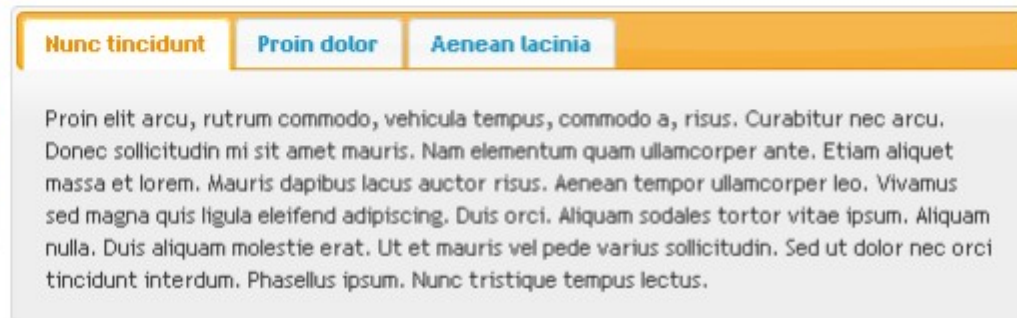 Nunc tincidunt Proin dolor Aenean lacinia
Proin elit arcu, rutrum commodo, vehicula tempus, commodo a, risus. Curabitur nec arcu.
Donec sollicitudin mi sit amet mauris. Nam elementum quam ullamcorper ante. Etiam aliquet
massa et lorem. Mauris dapibus lacus auctor risus. Aenean tempor ullamcorper leo. Vivamus
sed magna quis ligula eleifend adipiscing. Duis orci. Aliquam sodales tortor vitae ipsum. Aliquam
nulla. Duis aliquam molestie erat. Ut et mauris vel pede varius sollicitudin. Sed ut dolor nec orci
tincidunt interdum. Phasellus ipsum. Nunc tristique tempus lectus.